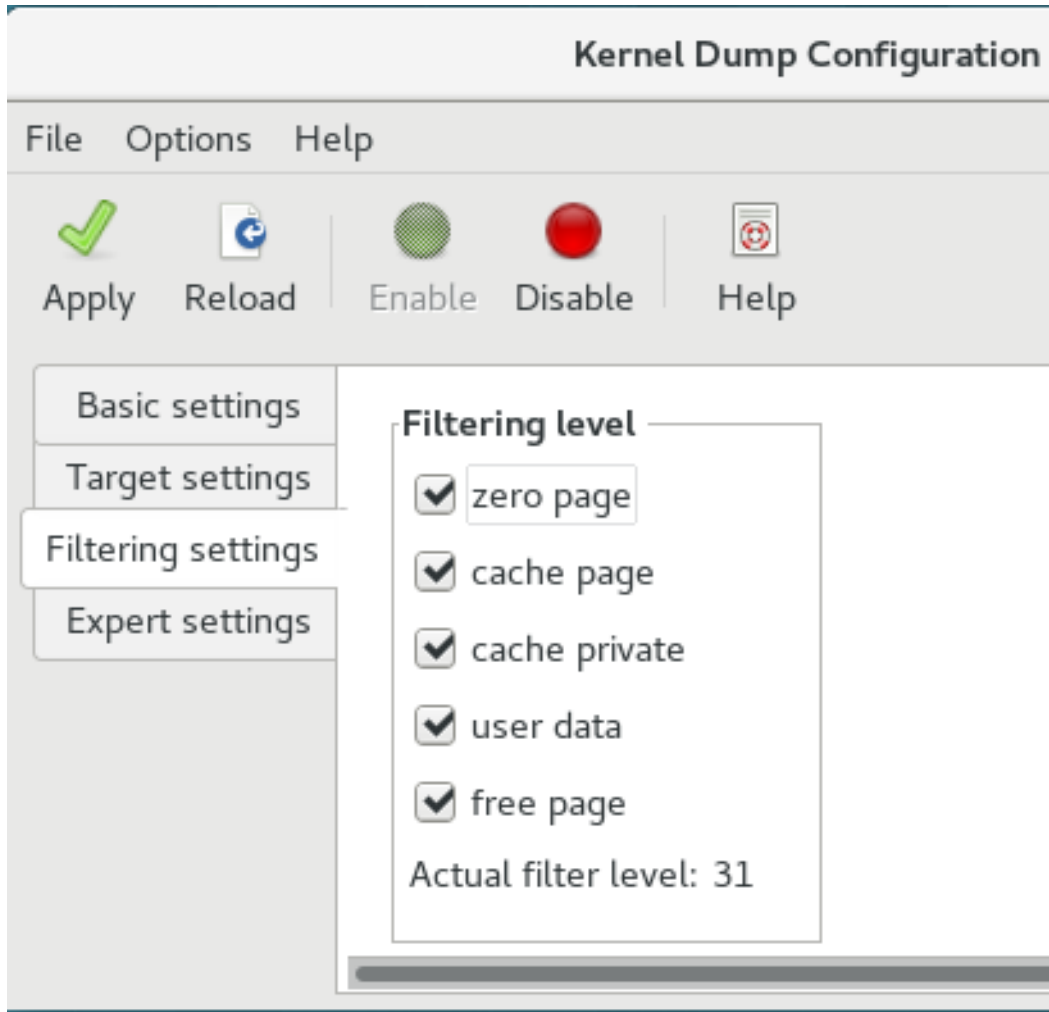 Kernel Dump Configuration
File Options Help
Apply Reload Enable Disable Help
Basic settings
Target settings
Filtering settings
Expert settings
Filtering level
zero page
cache page
cache private
user data
free page
Actual filter level: 31